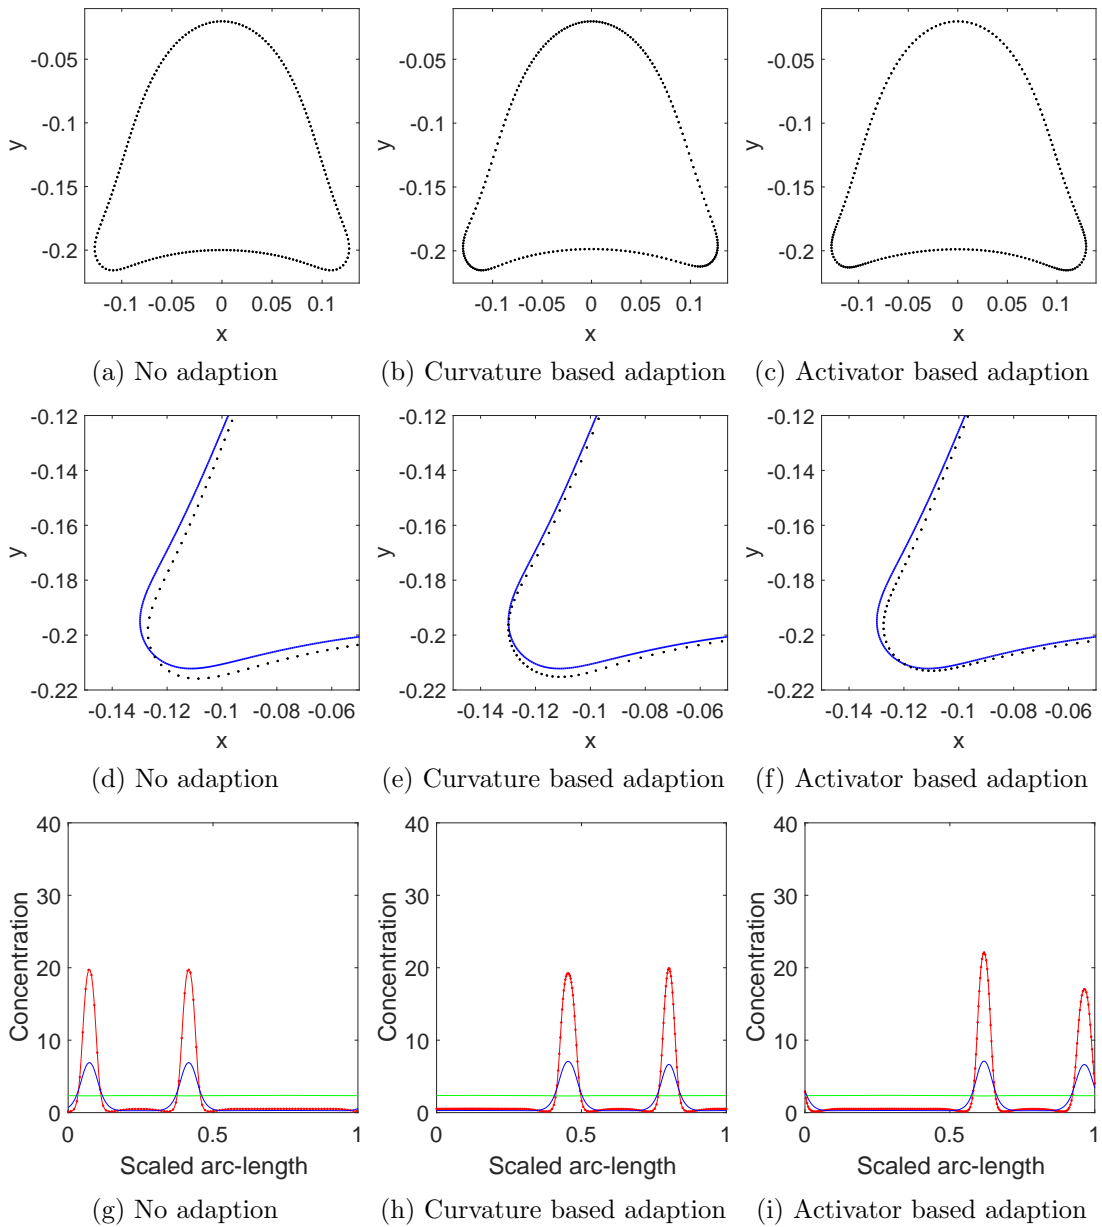 -0.05
-0.1
-0.15
-0.2
y
-0.1 -0.05 0 0.05 0.1
x
-0.05
-0.1
-0.15
-0.2
y
-0.1 -0.05 0 0.05 0.1
x
-0.05
-0.1
-0.15
-0.2
y
-0.1 -0.05 0 0.05 0.1
x
(a) No adaption
(b) Curvature based adaption
(c) Activator based adaption
-0.12
-0.14
-0.16
-0.18
-0.2
-0.22
y
-0.14 -0.12 -0.1 -0.08 -0.06
x
-0.12
-0.14
-0.16
-0.18
-0.2
-0.22
y
-0.14 -0.12 -0.1 -0.08 -0.06
x
-0.12
-0.14
-0.16
-0.18
-0.2
-0.22
y
-0.14 -0.12 -0.1 -0.08 -0.06
x
(d) No adaption
(e) Curvature based adaption
(f) Activator based adaption
40
30
20
10
0
Concentration
0 0.5 1
Scaled arc-length
40
30
20
10
0
Concentration
0 0.5 1
Scaled arc-length
40
30
20
10
0
Concentration
0 0.5 1
Scaled arc-length
(g) No adaption
(h) Curvature based adaption
(i) Activator based adaption